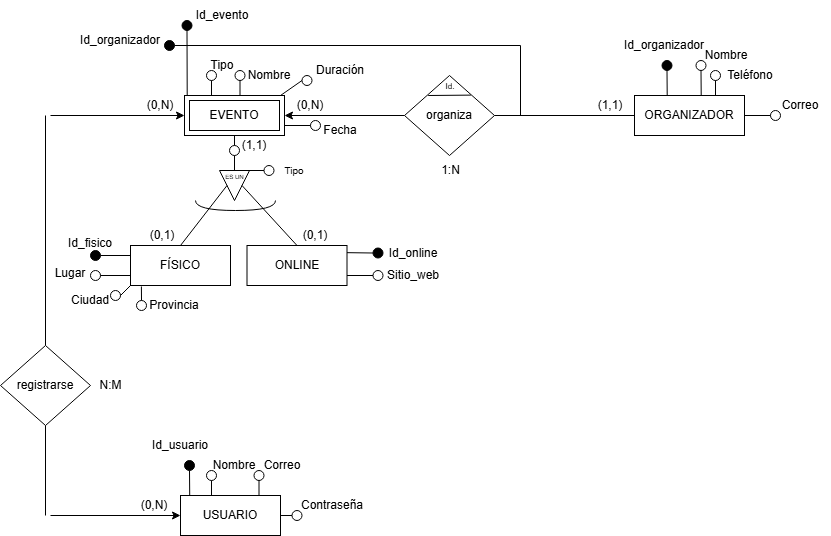 Id_evento
Id_organizador
Tipo
Nombre
Duración
(0,N)
EVENTO
(0,N)
Fecha
(1,1)
Id.
organiza
1:N
Id_organizador
Nombre
Teléfono
(1,1)
ORGANIZADOR
Correo
ES UN
Tipo
(0,1)
(0,1)
Id_fisico
FÍSICO
ONLINE
Id_online
Lugar
Sitio_web
Ciudad
Provincia
registrarse
N:M
Id_usuario
Nombre
Correo
(0,N)
USUARIO
Contraseña